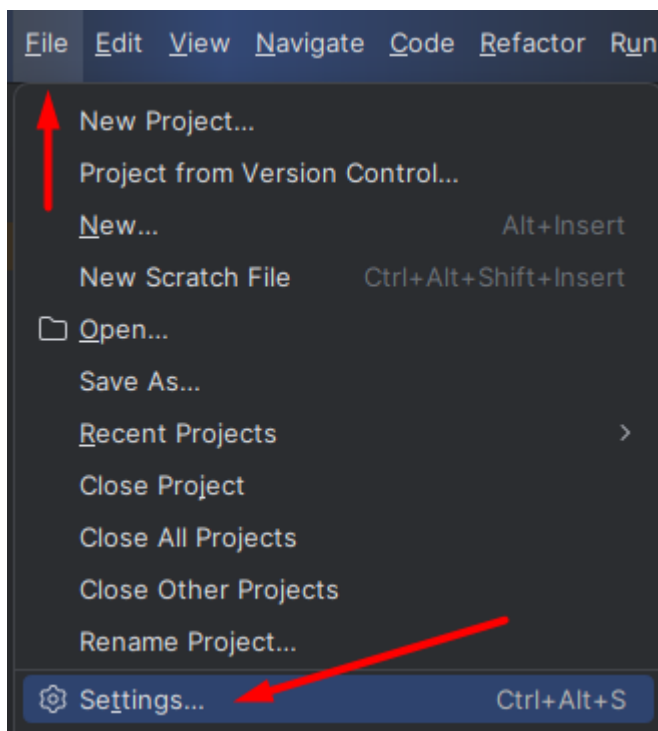 File Edit View Navigate Code Refactor Run
New Project...
Project from Version Control...
New... Alt+Insert
New Scratch File Ctrl+Alt+Shift+Insert
Open...
Save As...
Recent Projects
Close Project
Close All Projects
Close Other Projects
Rename Project...
Settings... Ctrl+Alt+S